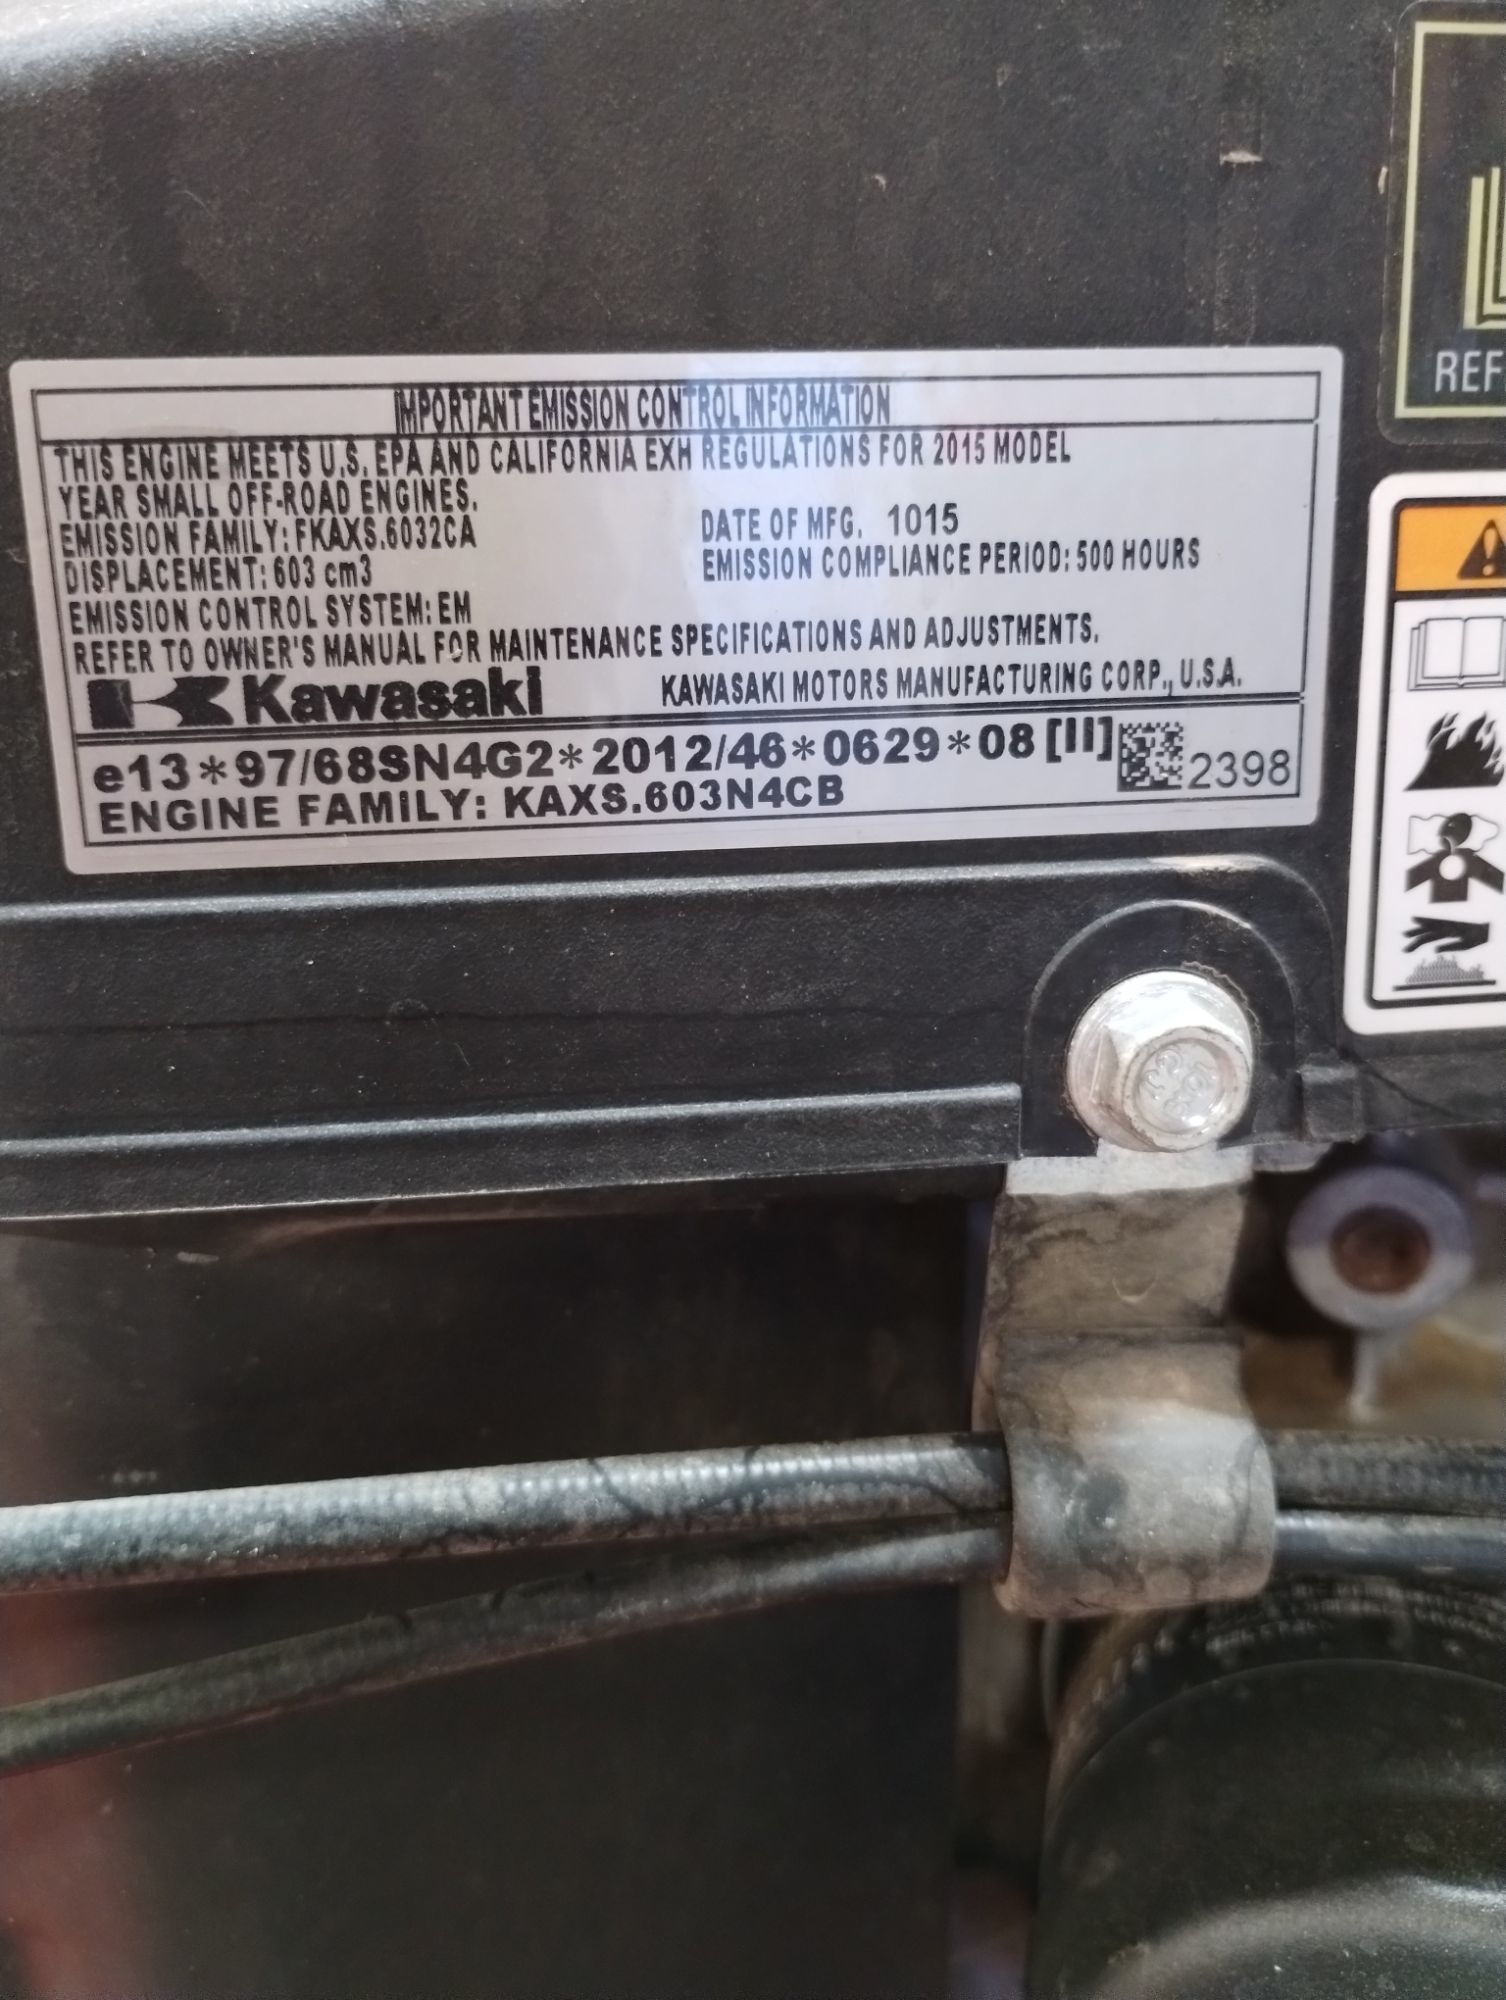 IMPORTANT EMISSION CONTROL INFORMATION
THIS ENGINE MEETS U.S. EPA AND CALIFORNIA EXH REGULATIONS FOR 2015 MODEL
YEAR SMALL OFF-ROAD ENGINES.
EMISSION FAMILY: FKAXS.6032CA DATE OF MFG. 1015
DISPLACEMENT: 603 cm3 EMISSION COMPLIANCE PERIOD: 500 HOURS
EMISSION CONTROL SYSTEM: EM
REFER TO OWNER'S MANUAL FOR MAINTENANCE SPECIFICATIONS AND ADJUSTMENTS.
Kawasaki KAWASAKI MOTORS MANUFACTURING CORP., U.S.A.
e13*97/68SN4G2*2012/46*0629*08 [II] 2398
ENGINE FAMILY: KAXS.603N4CB
REF